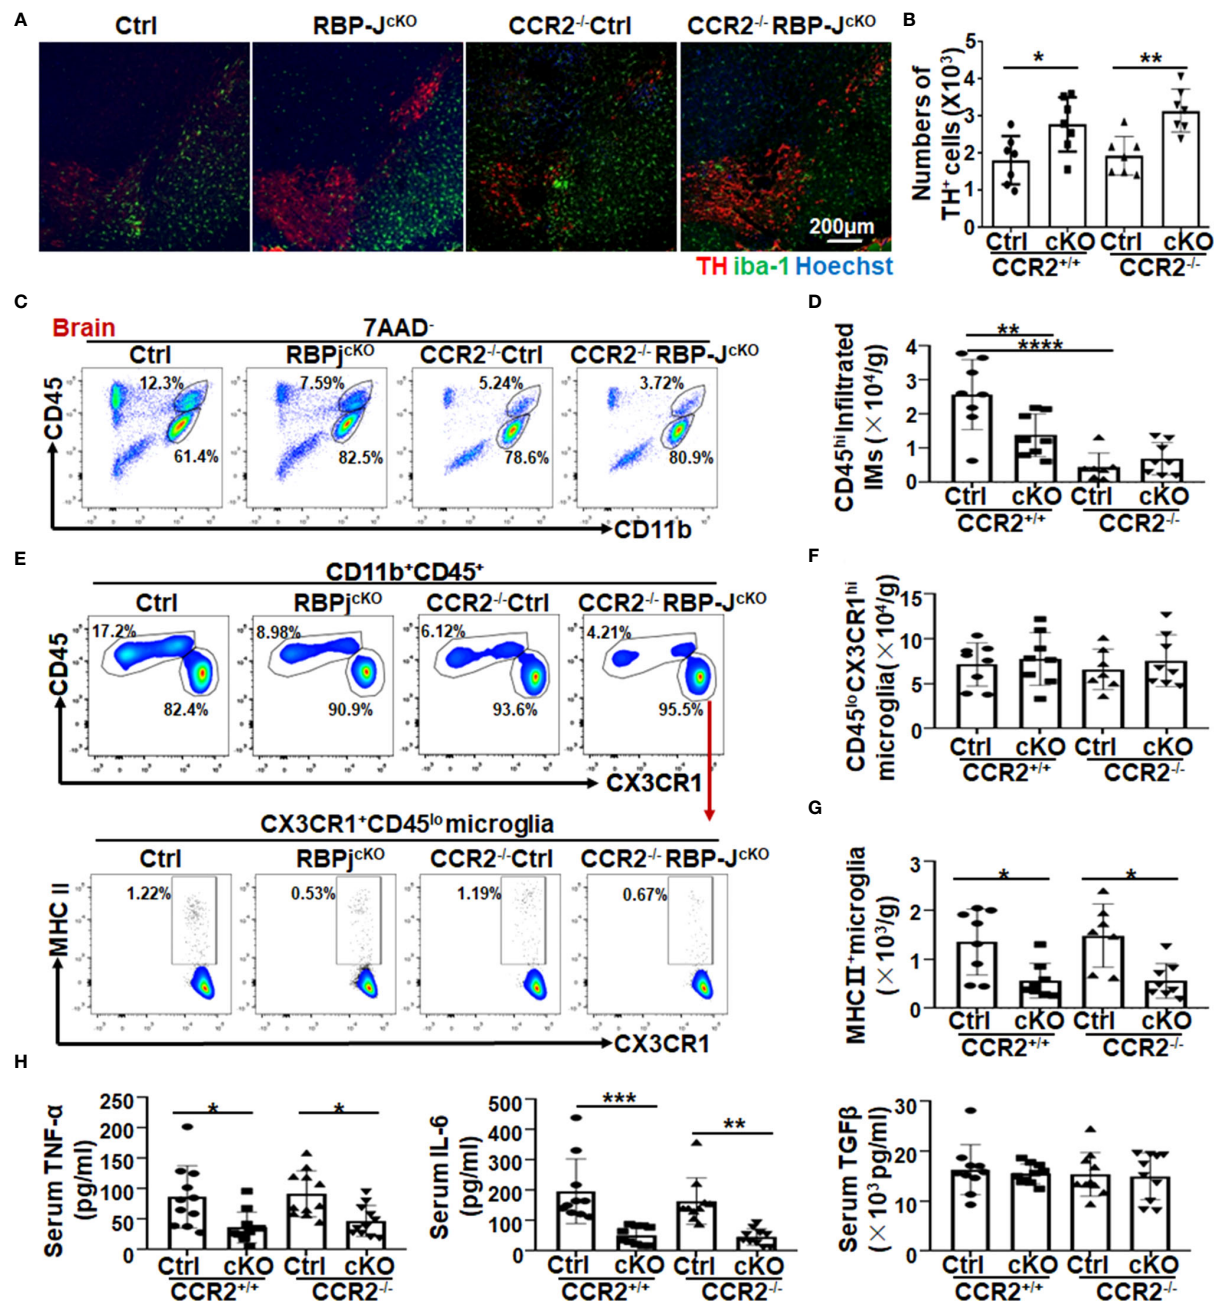 A
Ctrl RBP-JcKO CCR2-/-Ctrl CCR2-/-RBP-JcKO
200μm
TH iba-1 Hoechst
B
Numbers of
TH+ cells (X10³)
5
4
3
2
1
0
* **
Ctrl cKO Ctrl cKO
CCR2+/+ CCR2-/-
C
Brain 7AAD-
Ctrl RBPjcKO CCR2-/-Ctrl CCR2-/-RBP-JcKO
12.3% 7.59% 5.24% 3.72%
61.4% 82.5% 78.6% 80.9%
CD45
CD11b
D
CD45hi Infiltrated
IMs (×10⁴/g)
4
3
2
1
0
**
****
Ctrl cKO Ctrl cKO
CCR2+/+ CCR2-/-
E
CD11b+CD45+
Ctrl RBPjcKO CCR2-/-Ctrl CCR2-/-RBP-JcKO
17.2% 8.98% 6.12% 4.21%
82.4% 90.9% 93.6% 95.5%
CD45
CX3CR1
CX3CR1+CD45lo microglia
Ctrl RBPjcKO CCR2-/-Ctrl CCR2-/-RBP-JcKO
1.22% 0.53% 1.19% 0.67%
MHC II
CX3CR1
F
CD45loCX3CR1hi
microglia(×10⁴/g)
15
10
5
0
Ctrl cKO Ctrl cKO
CCR2+/+ CCR2-/-
G
MHCⅡ+microglia
(×10³/g)
3
2
1
0
* *
Ctrl cKO Ctrl cKO
CCR2+/+ CCR2-/-
H
Serum TNF-α
(pg/ml)
250
200
150
100
50
0
* *
Ctrl cKO Ctrl cKO
CCR2+/+ CCR2-/-
Serum IL-6
(pg/ml)
500
400
300
200
100
0
*** **
Ctrl cKO Ctrl cKO
CCR2+/+ CCR2-/-
Serum TGFβ
(×10³ pg/ml)
30
20
10
0
Ctrl cKO Ctrl cKO
CCR2+/+ CCR2-/-